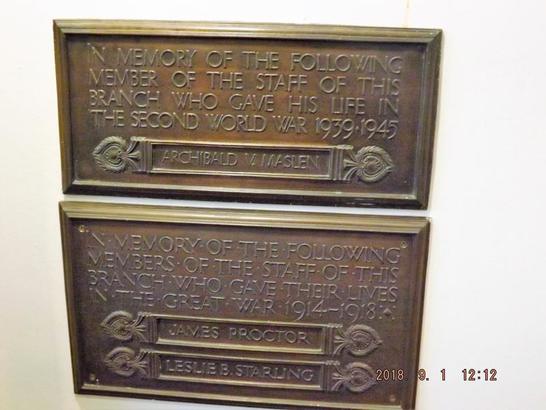 IN MEMORY OF THE FOLLOWING
MEMBER OF THE STAFF OF THIS
BRANCH WHO GAVE HIS LIFE IN
THE SECOND WORLD WAR 1939·1945
ARCHIBALD V. MASLEN
IN·MEMORY·OF THE FOLLOWING
MEMBERS·OF·THE STAFF·OF·THIS
BRANCH·WHO·GAVE THEIR LIVES
IN·THE GREAT·WAR·1914–1918·
JAMES PROCTOR
LESLIE B. STARLING
2018 9. 1 12:12